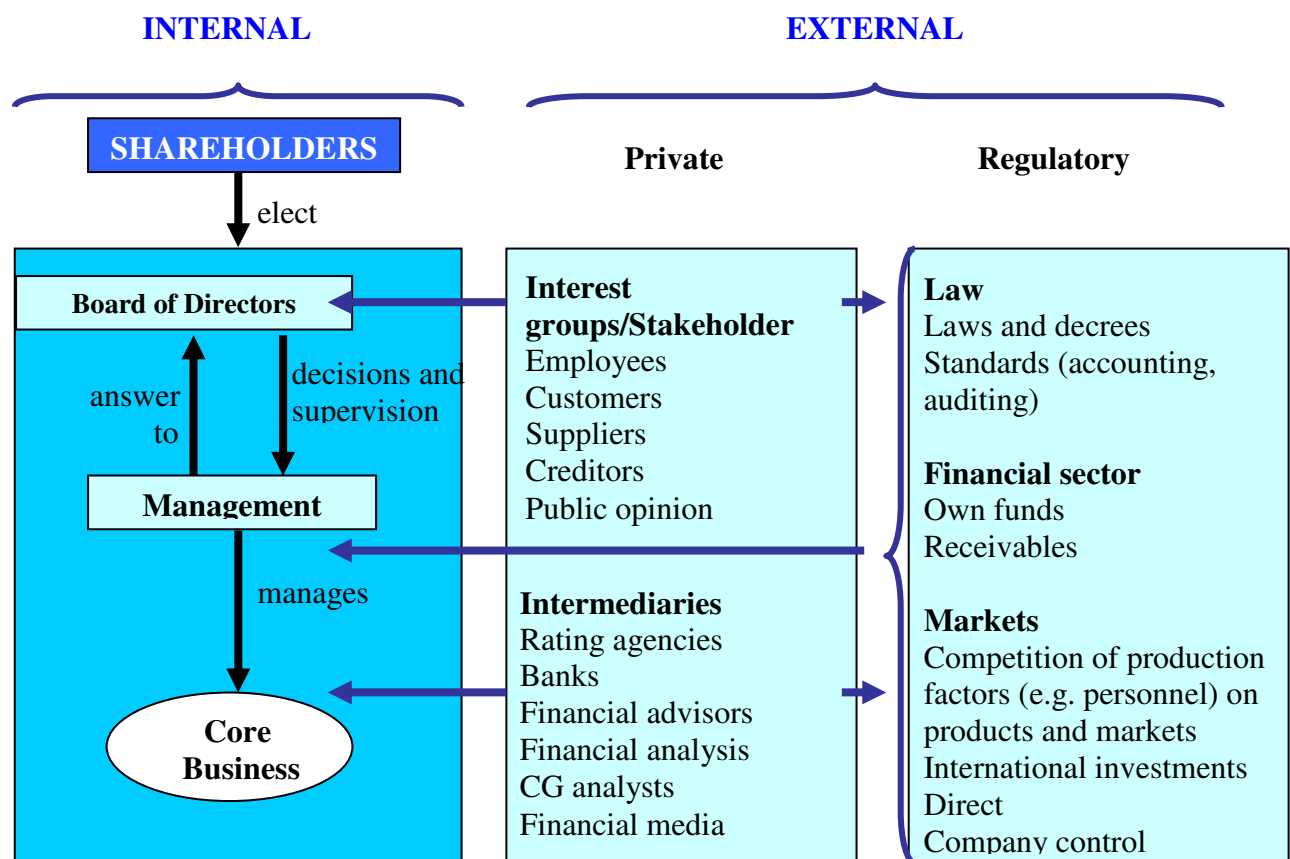 INTERNAL
EXTERNAL
SHAREHOLDERS
Private
Regulatory
elect
Board of Directors
answer
to
decisions and
supervision
Management
manages
Core
Business
Interest
groups/Stakeholder
Employees
Customers
Suppliers
Creditors
Public opinion
Intermediaries
Rating agencies
Banks
Financial advisors
Financial analysis
CG analysts
Financial media
Law
Laws and decrees
Standards (accounting,
auditing)
Financial sector
Own funds
Receivables
Markets
Competition of production
factors (e.g. personnel) on
products and markets
International investments
Direct
Company control